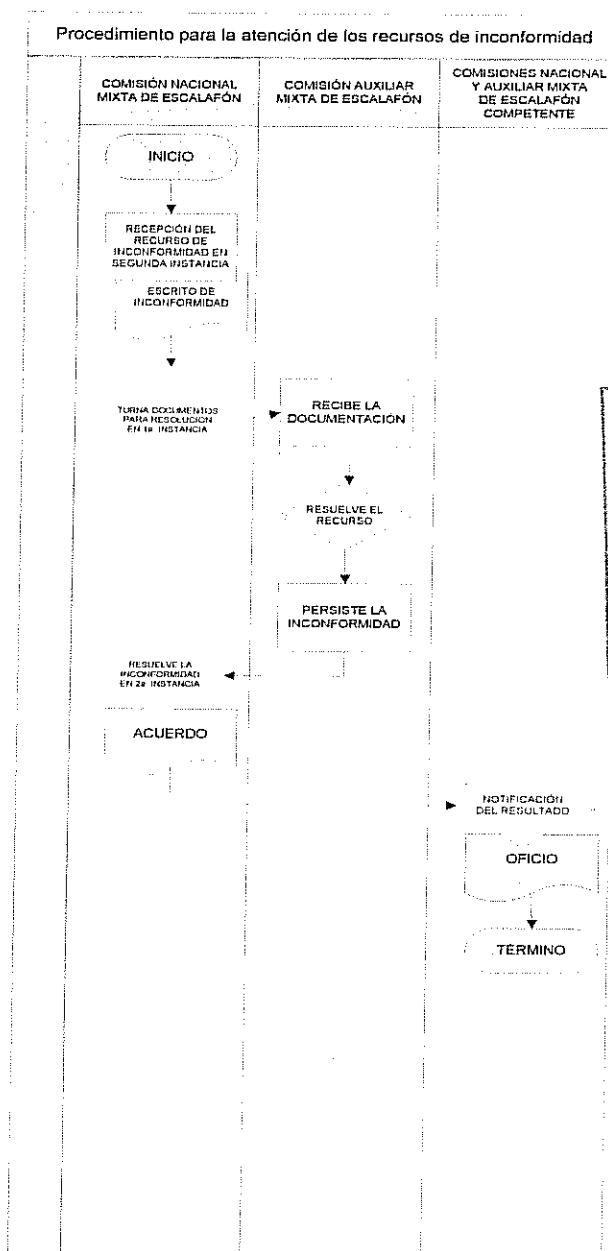 Procedimiento para la atención de los recursos de inconformidad
COMISIÓN NACIONAL
MIXTA DE ESCALAFÓN
COMISIÓN AUXILIAR
MIXTA DE ESCALAFÓN
COMISIONES NACIONAL
Y AUXILIAR MIXTA
DE ESCALAFÓN
COMPETENTE
INICIO
RECEPCIÓN DEL
RECURSO DE
INCONFORMIDAD EN
SEGUNDA INSTANCIA
ESCRITO DE
INCONFORMIDAD
TURNA DOCUMENTOS
PARA RESOLUCIÓN
EN 1a INSTANCIA
RECIBE LA
DOCUMENTACIÓN
RESUELVE EL
RECURSO
PERSISTE LA
INCONFORMIDAD
RESUELVE LA
INCONFORMIDAD
EN 2a INSTANCIA
ACUERDO
NOTIFICACIÓN
DEL RESULTADO
OFICIO
TÉRMINO